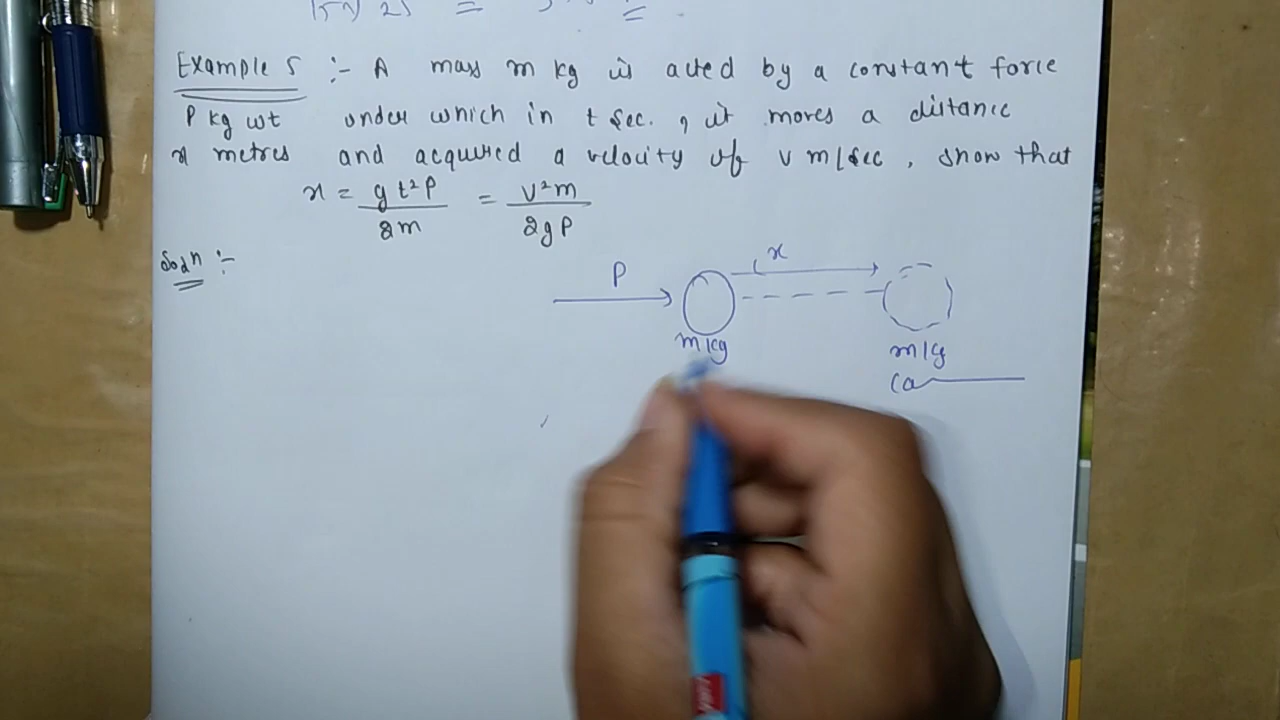 Example 5 :- A mass m kg is acted by a constant force
P kg wt under which in t sec., it moves a distance
x metres and acquired a velocity of v m/sec, show that
x = gt²P/2m = v²m/2gP
Soln :-
P
x
m kg
m kg